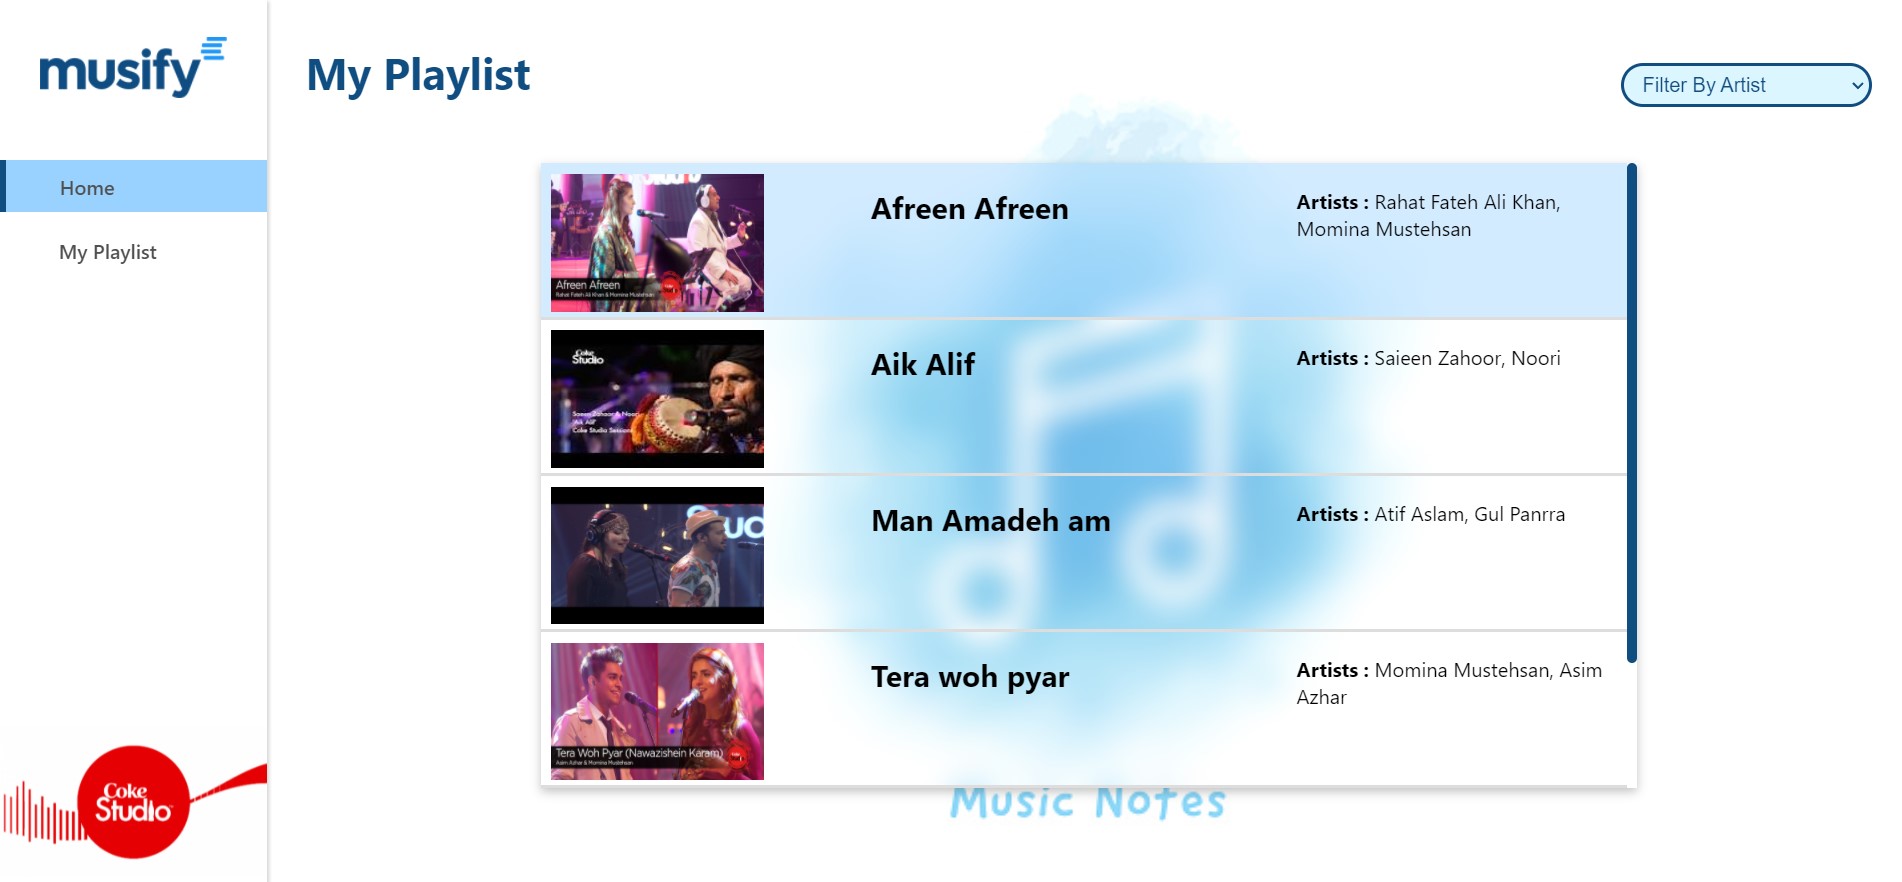 musify
My Playlist
Filter By Artist
Home
My Playlist
Afreen Afreen
Artists : Rahat Fateh Ali Khan,
Momina Mustehsan
Afreen Afreen
Rahat Fateh Ali Khan & Momina Mustehsan
Aik Alif
Artists : Saieen Zahoor, Noori
Coke
Studio
Saieen Zahoor & Noori
'Aik Alif'
Coke Studio Sessions
Man Amadeh am
Artists : Atif Aslam, Gul Panrra
Tera woh pyar
Artists : Momina Mustehsan, Asim
Azhar
Tera Woh Pyar (Nawazishein Karam)
Asim Azhar & Momina Mustehsan
Music Notes
Coke
Studio